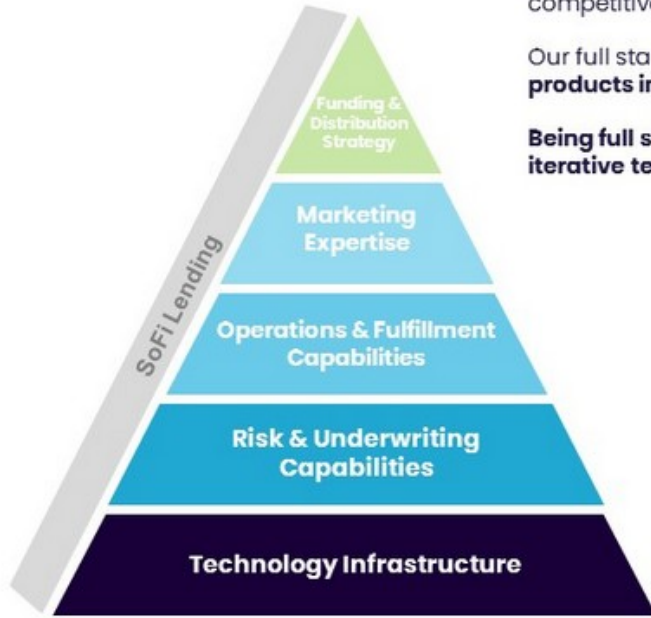 competitive
Our full sta
products in
Being full s
iterative te
Funding &
Distribution
Strategy
Marketing
Expertise
Operations & Fulfillment
Capabilities
Risk & Underwriting
Capabilities
Technology Infrastructure
SoFi Lending